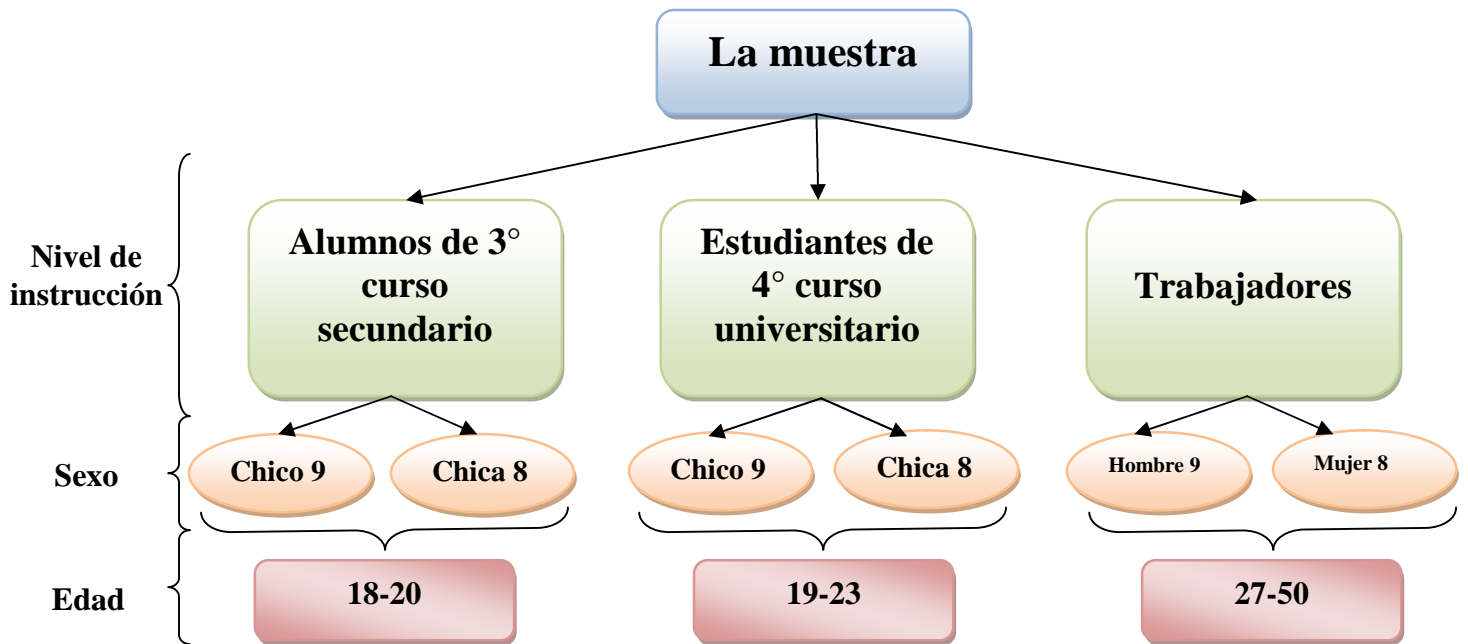 La muestra
Nivel de
instrucción
Alumnos de 3°
curso
secundario
Estudiantes de
4° curso
universitario
Trabajadores
Sexo
Chico 9
Chica 8
Chico 9
Chica 8
Hombre 9
Mujer 8
Edad
18-20
19-23
27-50